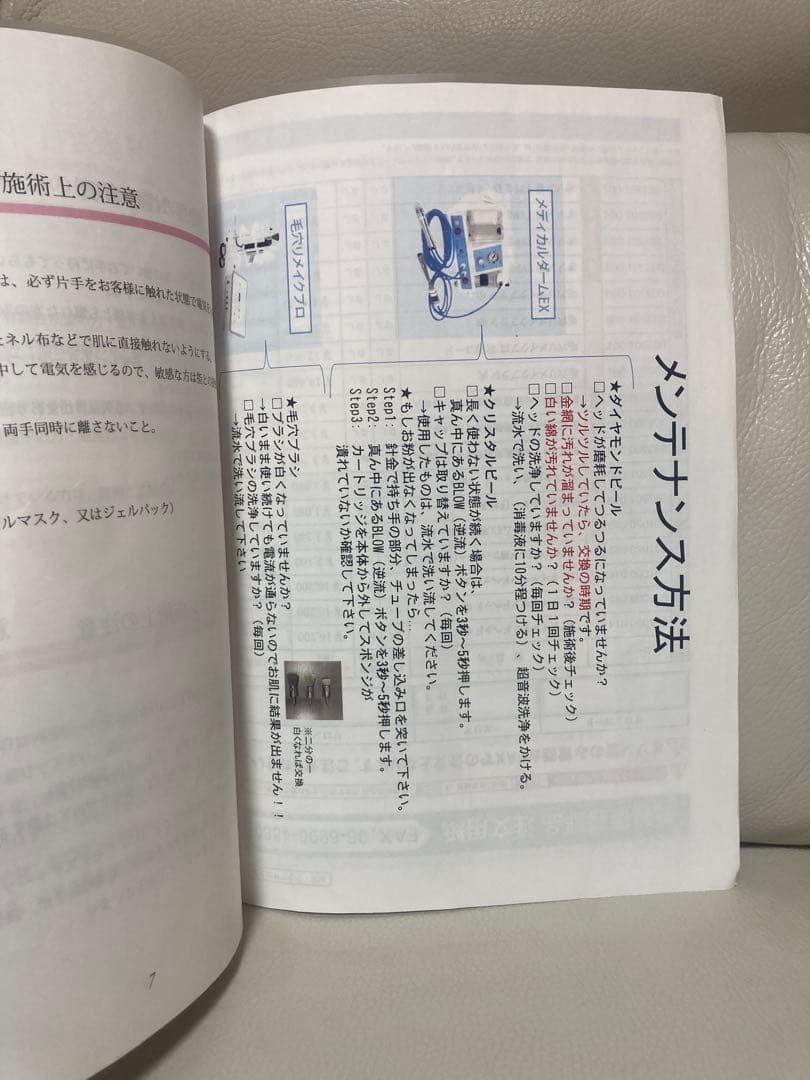 施術上の注意
は、必ず片手をお客様に触れた状態で電気を
ェネル布などで肌に直接触れないようにする。
中して電気を感じるので、敏感な方は指との
両手同時に離さないこと。
ルマスク、又はジェルパック)
7
メンテナンス方法
メディカルダームEX
★ダイヤモンドピール
□ヘッドが磨耗してつるつるになっていませんか?
→ツルツルしていたら、交換の時期です。
□金網に汚れが溜まっていませんか?(施術後チェック)
□白い綿が汚れていませんか?(1日1回チェック)
□ヘッドの洗浄していますか?(毎回チェック)
→流水で洗い、(消毒液に10分程つける)、超音波洗浄をかける。
★クリスタルピール
□長く使わない状態が続く場合は、
真ん中にあるBLOW(逆流)ボタンを3秒~5秒押します。
□キャップは取り替えていますか?(毎回)
→使用したものは、流水で洗い流してください。
★もしお粉が出なくなってしまったら…
Step1: 針金で持ち手の部分、チューブの差し込み口を突いて下さい。
Step2: 真ん中にあるBLOW(逆流)ボタンを3秒~5秒押します。
Step3: カートリッジを本体から外してスポンジが
潰れていないか確認して下さい。
毛穴リメイクプロ
★毛穴ブラシ
□ブラシが白くなっていませんか?
→白いまま使い続けても電流が通らないのでお肌に結果が出ません!!
□毛穴ブラシの洗浄していますか?(毎回)
→流水で洗い流して下さい
※二分の一
白くなれば交換